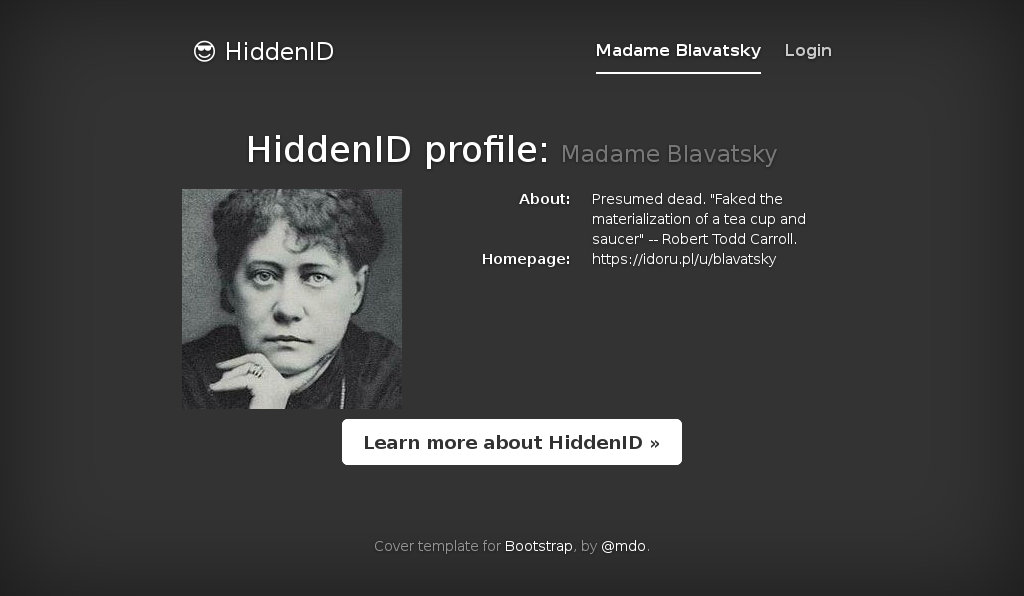 😎 HiddenID
Madame Blavatsky Login
HiddenID profile: Madame Blavatsky
About: Presumed dead. "Faked the
materialization of a tea cup and
saucer" -- Robert Todd Carroll.
Homepage: https://idoru.pl/u/blavatsky
Learn more about HiddenID »
Cover template for Bootstrap, by @mdo.